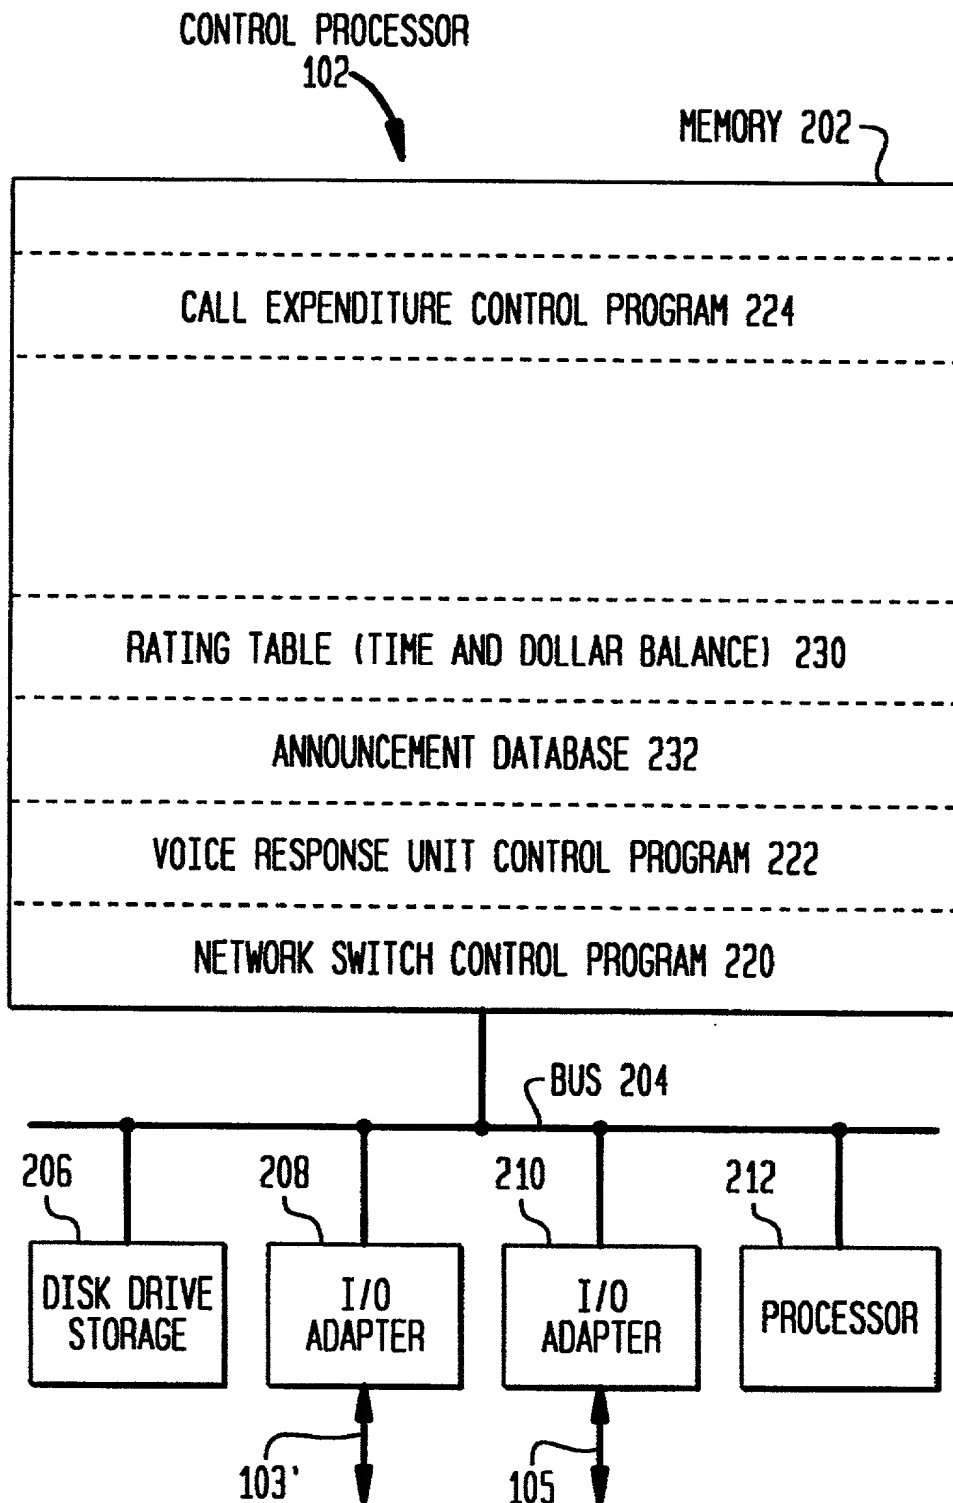 CONTROL PROCESSOR
102
MEMORY 202
CALL EXPENDITURE CONTROL PROGRAM 224
RATING TABLE (TIME AND DOLLAR BALANCE) 230
ANNOUNCEMENT DATABASE 232
VOICE RESPONSE UNIT CONTROL PROGRAM 222
NETWORK SWITCH CONTROL PROGRAM 220
BUS 204
206
208
210
212
DISK DRIVE
STORAGE
I/O
ADAPTER
I/O
ADAPTER
PROCESSOR
103'
105